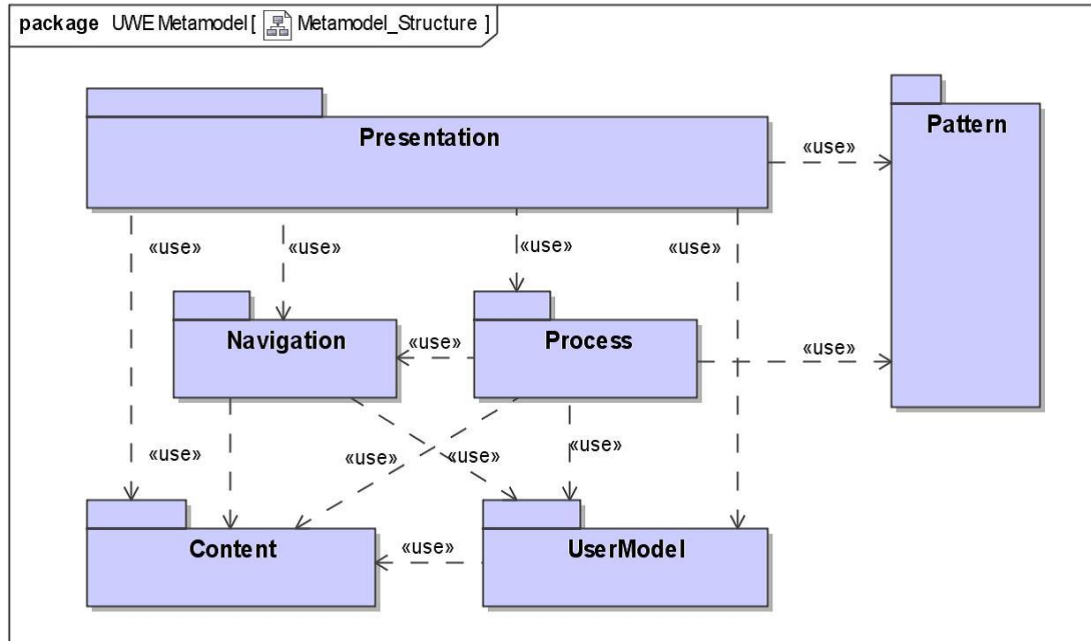 package UWE Metamodel [ Metamodel_Structure ]
Presentation
Pattern
«use»
«use»
«use»
«use»
«use»
Navigation
Process
«use»
«use»
«use»
«use»
«use»
«use»
Content
UserModel
«use»